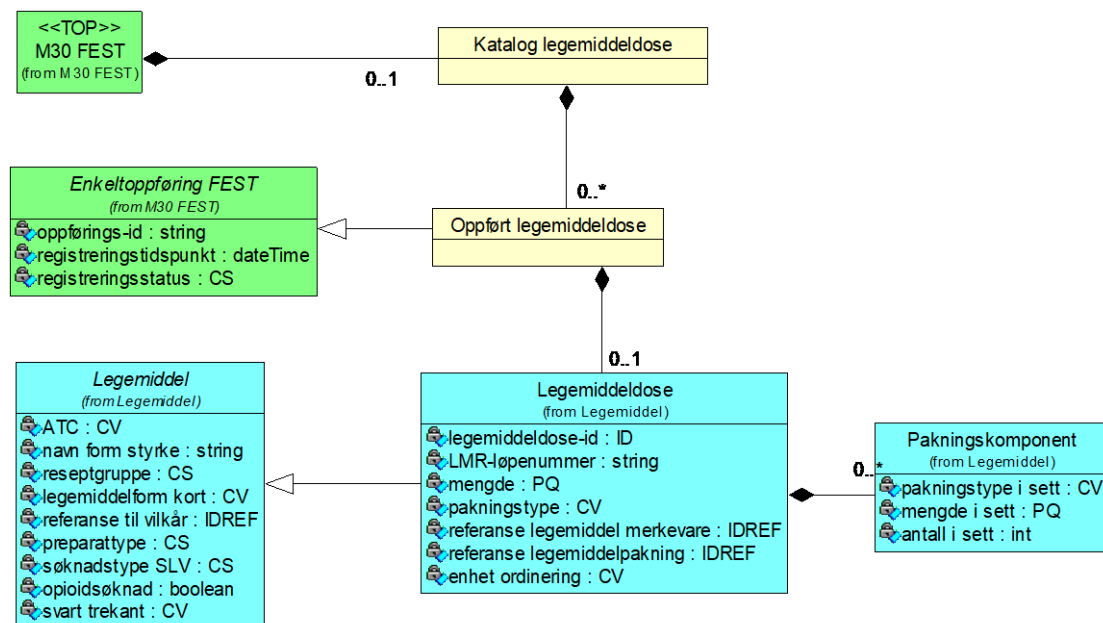 <<TOP>>
M30 FEST
(from M30 FEST)
Katalog legemiddeldose
0..1
0..*
Enkeltoppføring FEST
(from M30 FEST)
oppførings-id : string
registreringstidspunkt : dateTime
registreringsstatus : CS
Oppført legemiddeldose
0..1
Legemiddel
(from Legemiddel)
ATC : CV
navn form styrke : string
reseptgruppe : CS
legemiddelform kort : CV
referanse til vilkår : IDREF
preparattype : CS
søknadstype SLV : CS
opioidsøknad : boolean
svart trekant : CV
Legemiddeldose
(from Legemiddel)
legemiddeldose-id : ID
LMR-løpenummer : string
mengde : PQ
pakningstype : CV
referanse legemiddel merkevare : IDREF
referanse legemiddelpakning : IDREF
enhet ordinering : CV
0..*
Pakningskomponent
(from Legemiddel)
pakningstype i sett : CV
mengde i sett : PQ
antall i sett : int